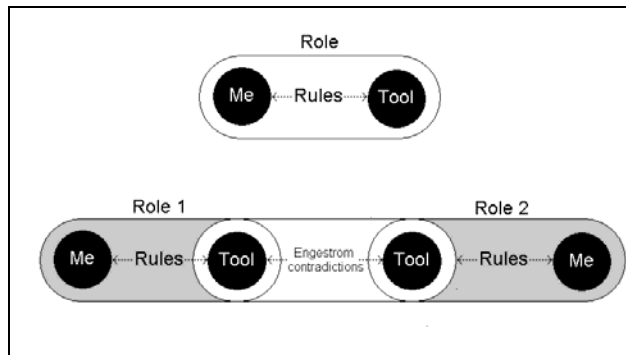 Role
Me Rules Tool
Role 1 Role 2
Me Rules Tool Engestrom contradictions Tool Rules Me